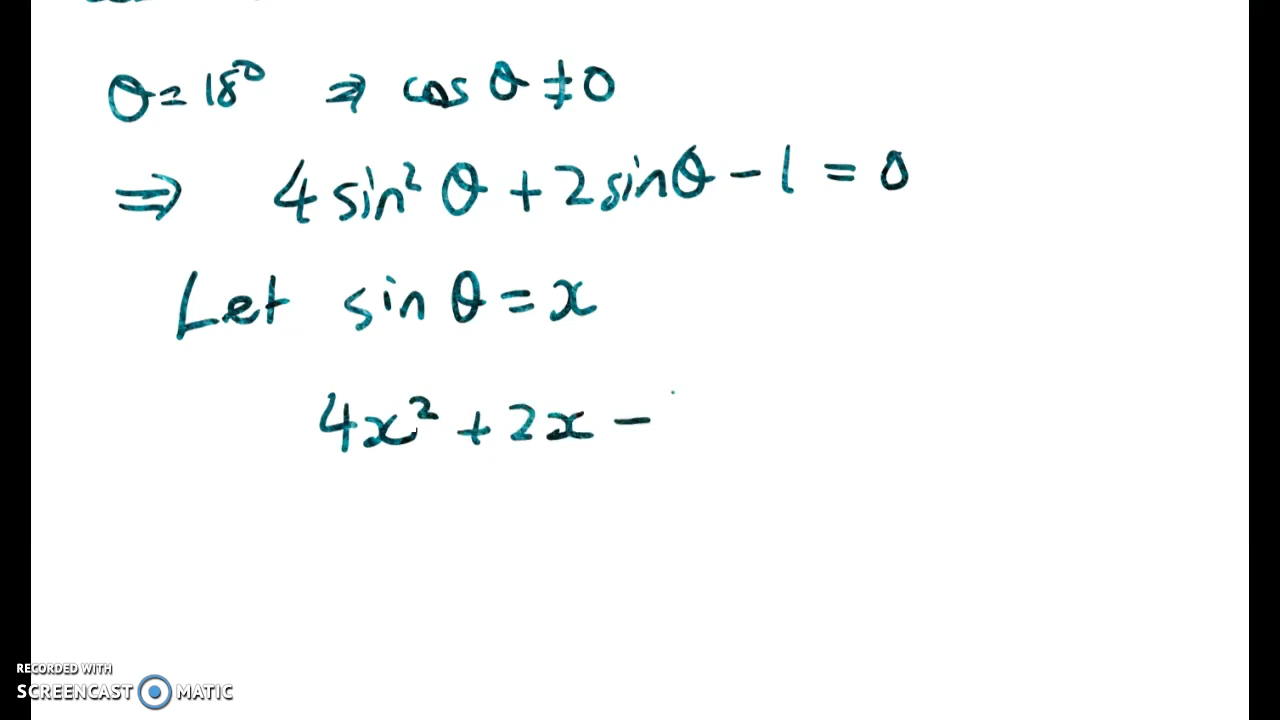 θ = 18° ⇒ cos θ ≠ 0
⇒ 4 sin² θ + 2 sin θ − 1 = 0
Let sin θ = x
4x² + 2x −
RECORDED WITH
SCREENCAST MATIC